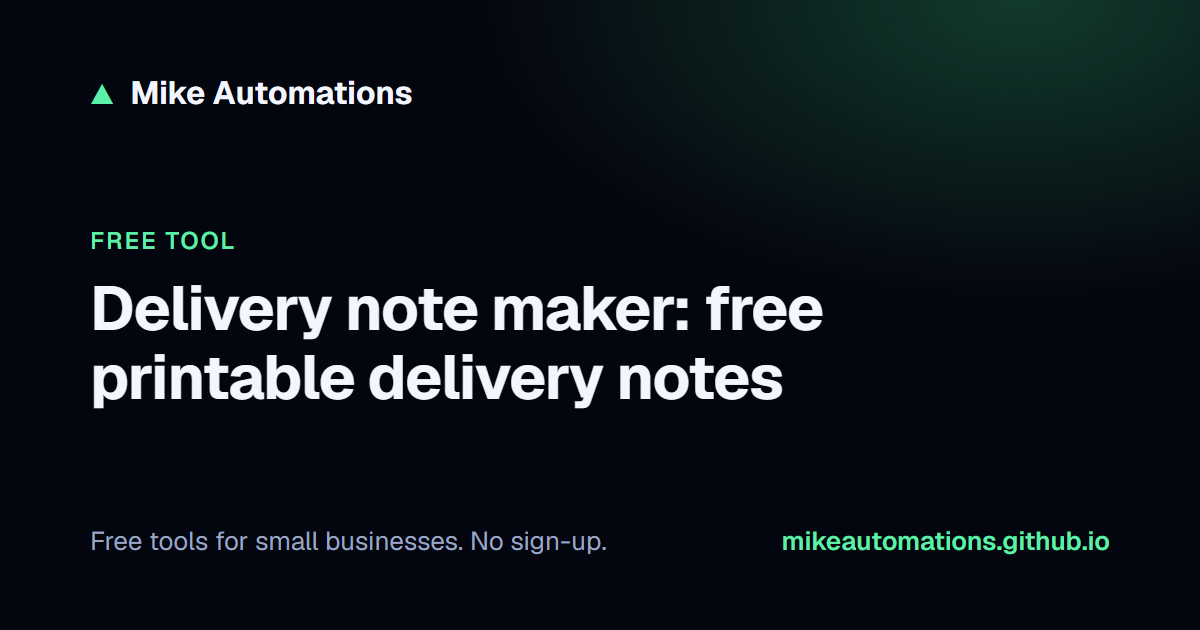 Mike Automations
FREE TOOL
Delivery note maker: free
printable delivery notes
Free tools for small businesses. No sign-up.
mikeautomations.github.io